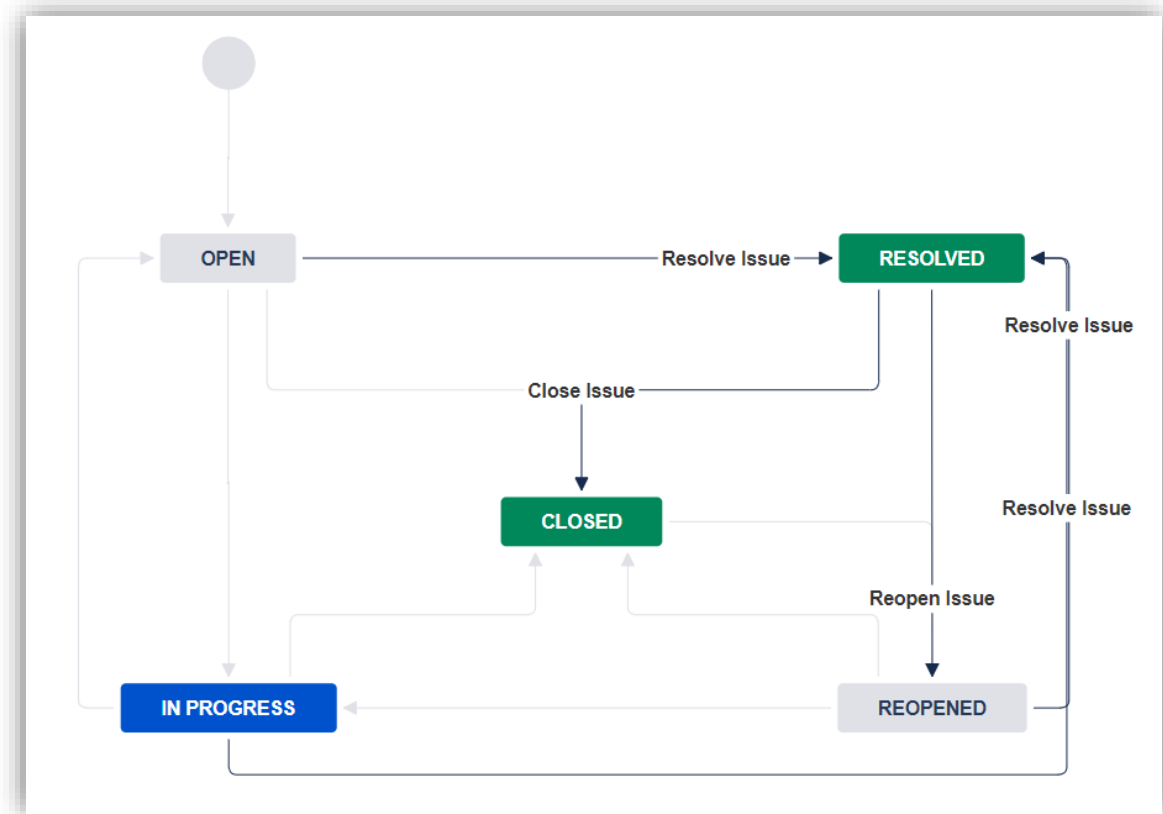 OPEN
Resolve Issue
RESOLVED
Resolve Issue
Close Issue
Resolve Issue
CLOSED
Reopen Issue
IN PROGRESS
REOPENED